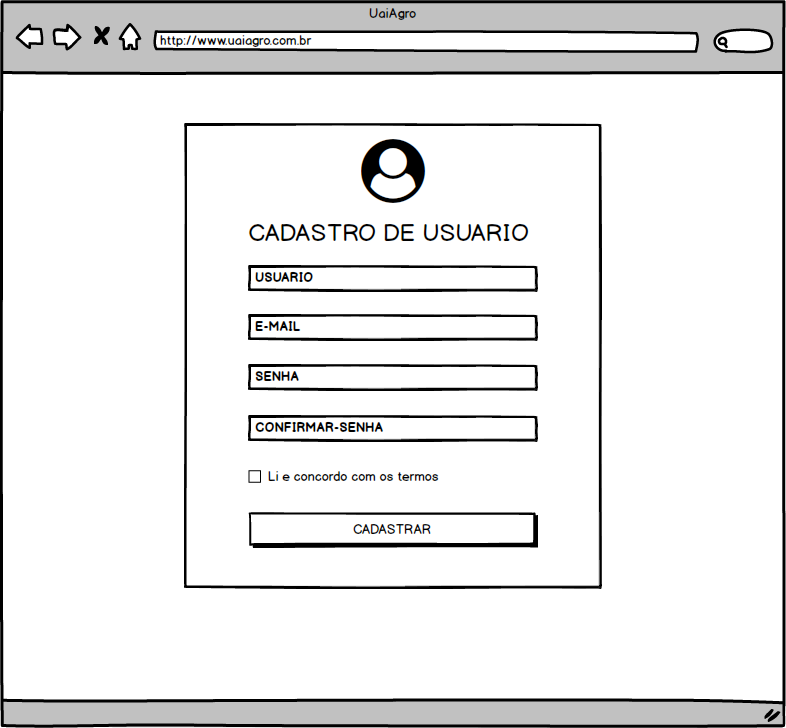 UaiAgro
http://www.uaiagro.com.br
CADASTRO DE USUARIO
USUARIO
E-MAIL
SENHA
CONFIRMAR-SENHA
Li e concordo com os termos
CADASTRAR